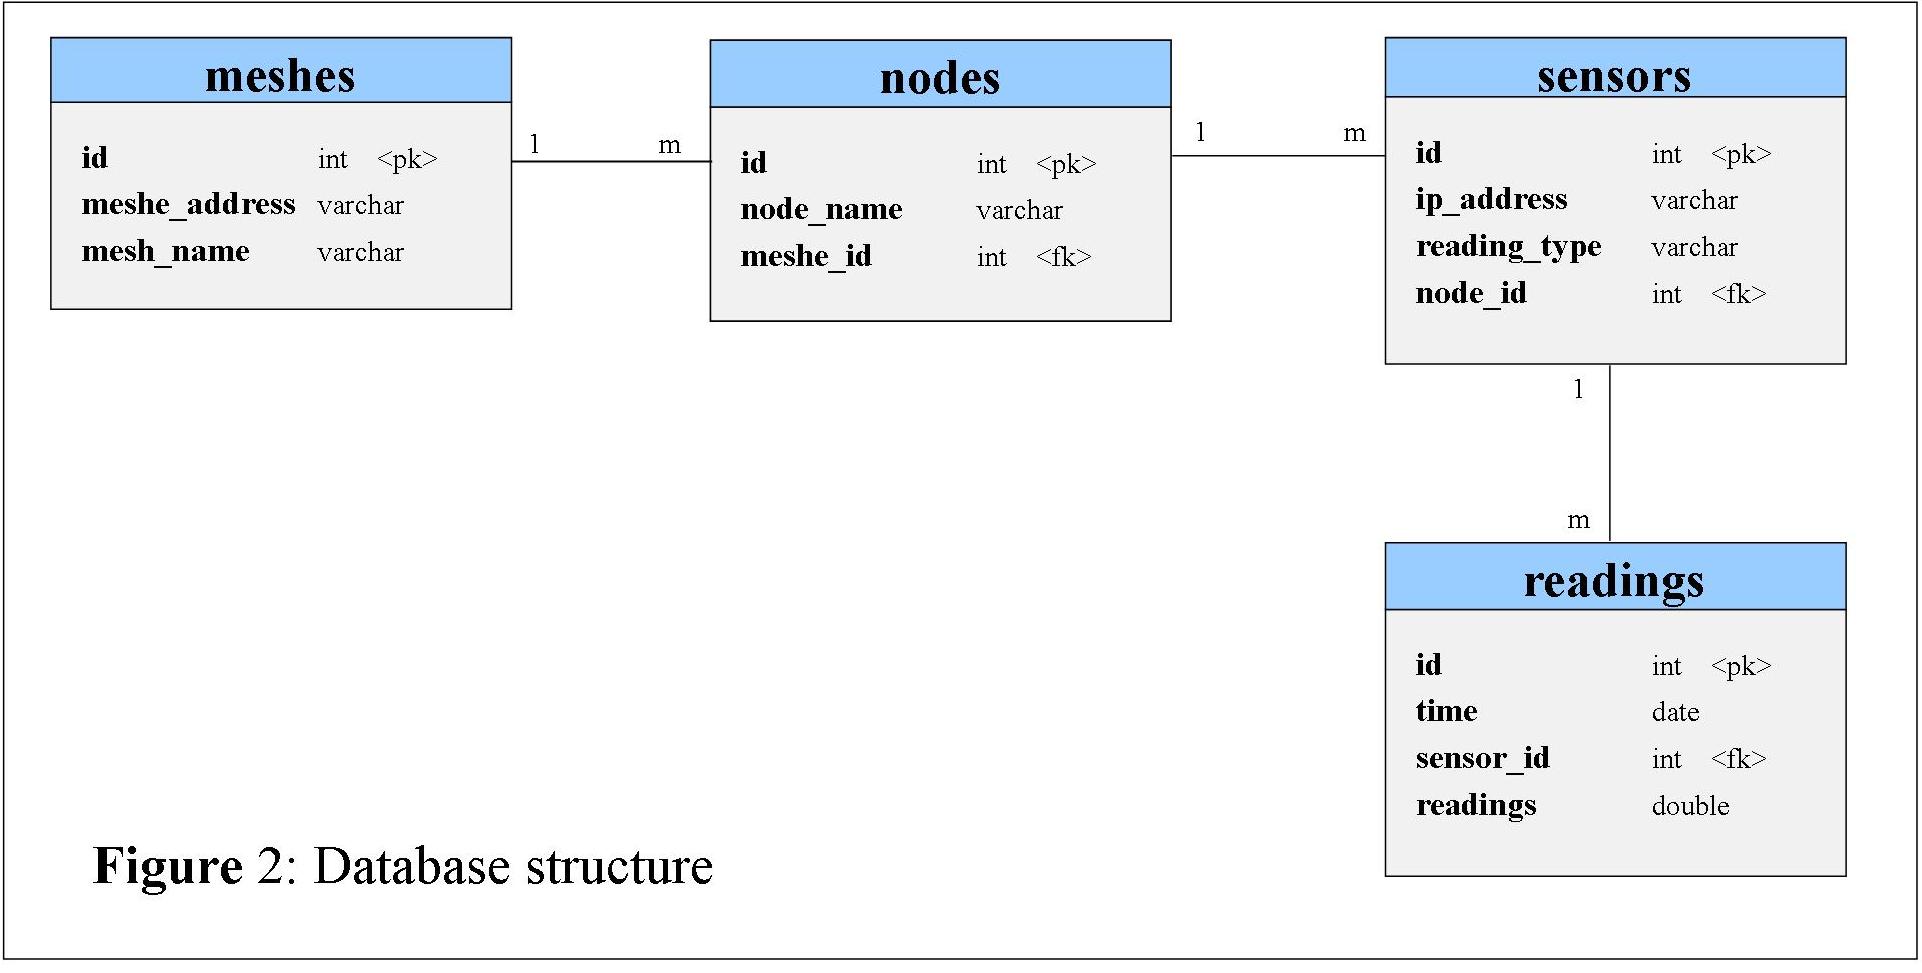 meshes
id int <pk>
meshe_address varchar
mesh_name varchar
1 m
nodes
id int <pk>
node_name varchar
meshe_id int <fk>
1 m
sensors
id int <pk>
ip_address varchar
reading_type varchar
node_id int <fk>
1
m
readings
id int <pk>
time date
sensor_id int <fk>
readings double
Figure 2: Database structure